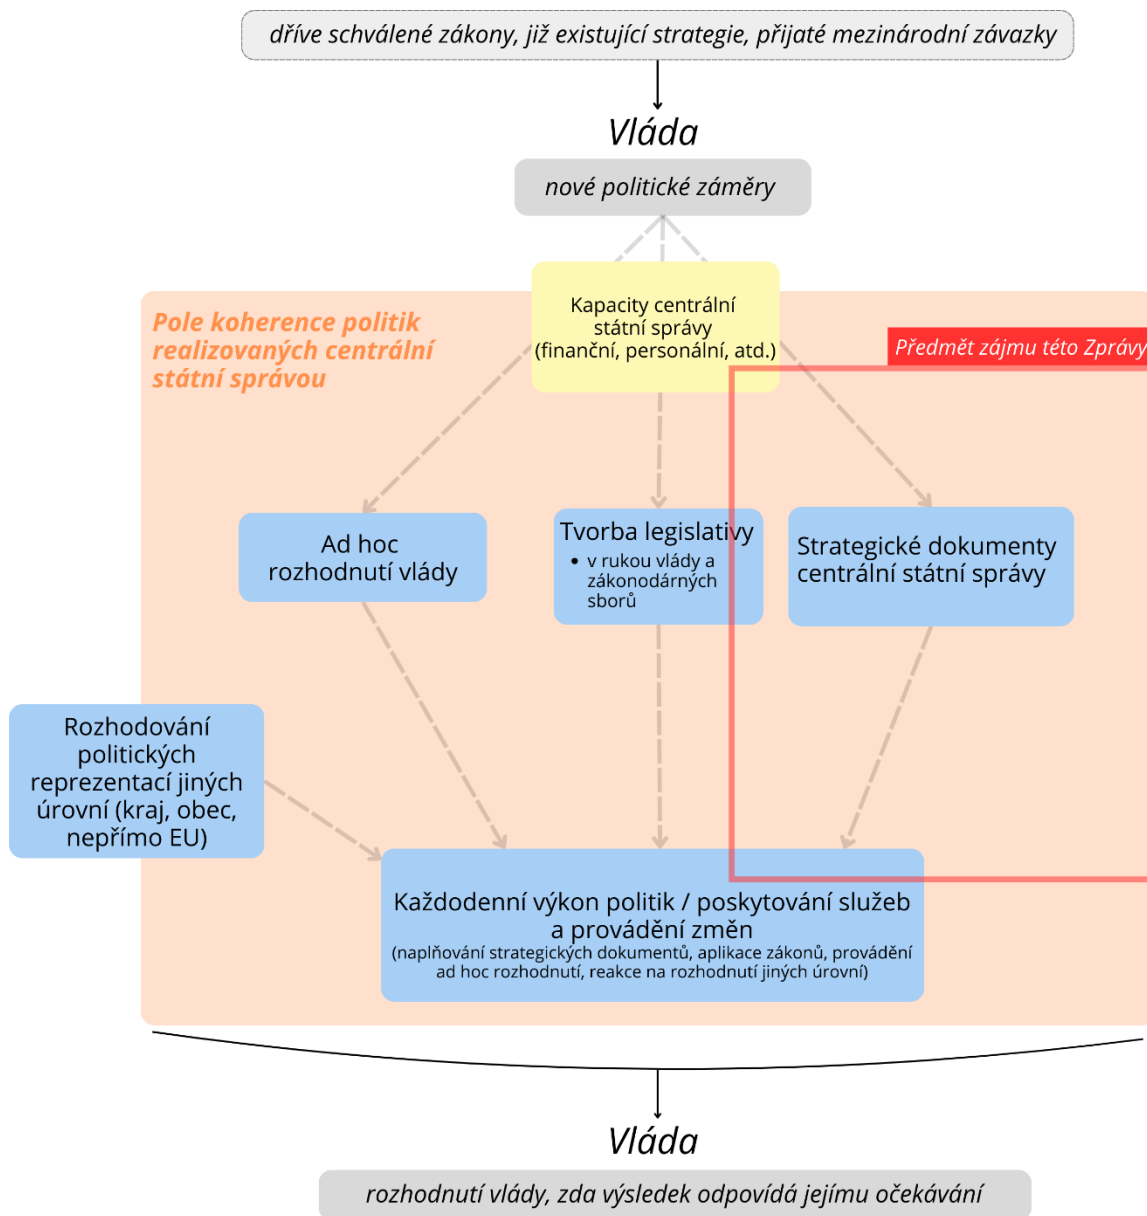 dříve schválené zákony, již existující strategie, přijaté mezinárodní závazky
Vláda
nové politické záměry
Kapacity centrální
státní správy
(finanční, personální, atd.)
Pole koherence politik
realizovaných centrální
státní správou
Předmět zájmu této Zprávy
Ad hoc
rozhodnutí vlády
Tvorba legislativy
• v rukou vlády a
zákonodárných
sborů
Strategické dokumenty
centrální státní správy
Rozhodování
politických
reprezentací jiných
úrovní (kraj, obec,
nepřímo EU)
Každodenní výkon politik / poskytování služeb
a provádění změn
(naplňování strategických dokumentů, aplikace zákonů, provádění
ad hoc rozhodnutí, reakce na rozhodnutí jiných úrovní)
Vláda
rozhodnutí vlády, zda výsledek odpovídá jejímu očekávání